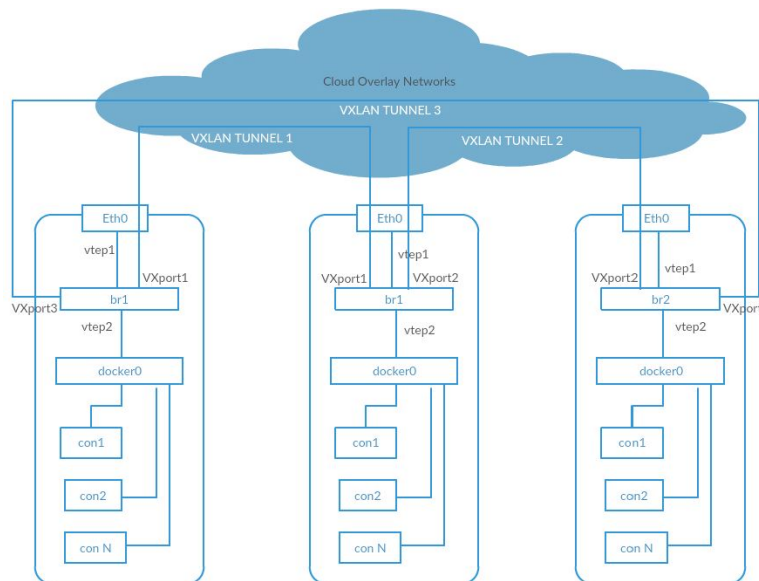 Cloud Overlay Networks
VXLAN TUNNEL 3
VXLAN TUNNEL 1
VXLAN TUNNEL 2
Eth0
Eth0
Eth0
vtep1
vtep1
vtep1
VXport1
VXport1
VXport2
VXport2
br1
br1
br2
VXport3
VXport
vtep2
vtep2
vtep2
docker0
docker0
docker0
con1
con1
con1
con2
con2
con2
con N
con N
con N